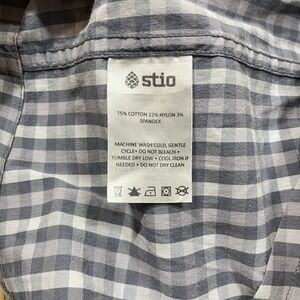 stio
75% COTTON 22% NYLON 3%
SPANDEX
MACHINE WASH COLD, GENTLE
CYCLE• DO NOT BLEACH •
TUMBLE DRY LOW • COOL IRON IF
NEEDED • DO NOT DRY CLEAN